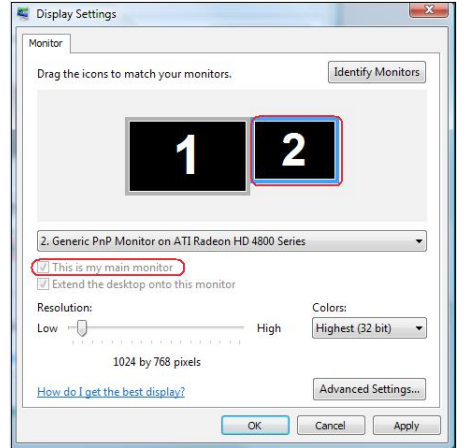 Display Settings
Monitor
Drag the icons to match your monitors.
Identify Monitors
1 2
2. Generic PnP Monitor on ATI Radeon HD 4800 Series
This is my main monitor
Extend the desktop onto this monitor
Resolution:
Colors:
Low High
Highest (32 bit)
1024 by 768 pixels
How do I get the best display?
Advanced Settings...
OK Cancel Apply